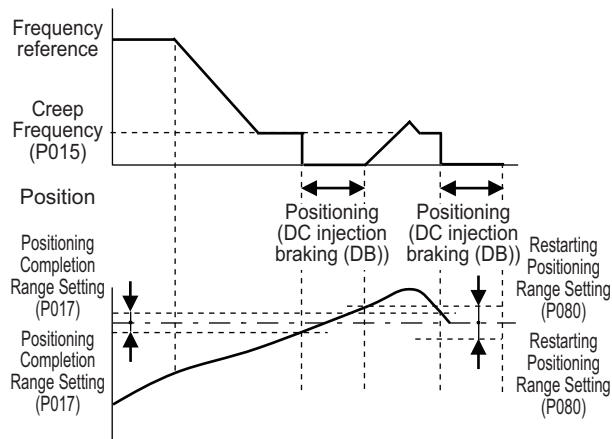 Frequency
reference
Creep
Frequency
(P015)
Position
Positioning
(DC injection
braking (DB))
Positioning
(DC injection
braking (DB))
Positioning
Completion
Range Setting
(P017)
Positioning
Completion
Range Setting
(P017)
Restarting
Positioning
Range Setting
(P080)
Restarting
Positioning
Range Setting
(P080)